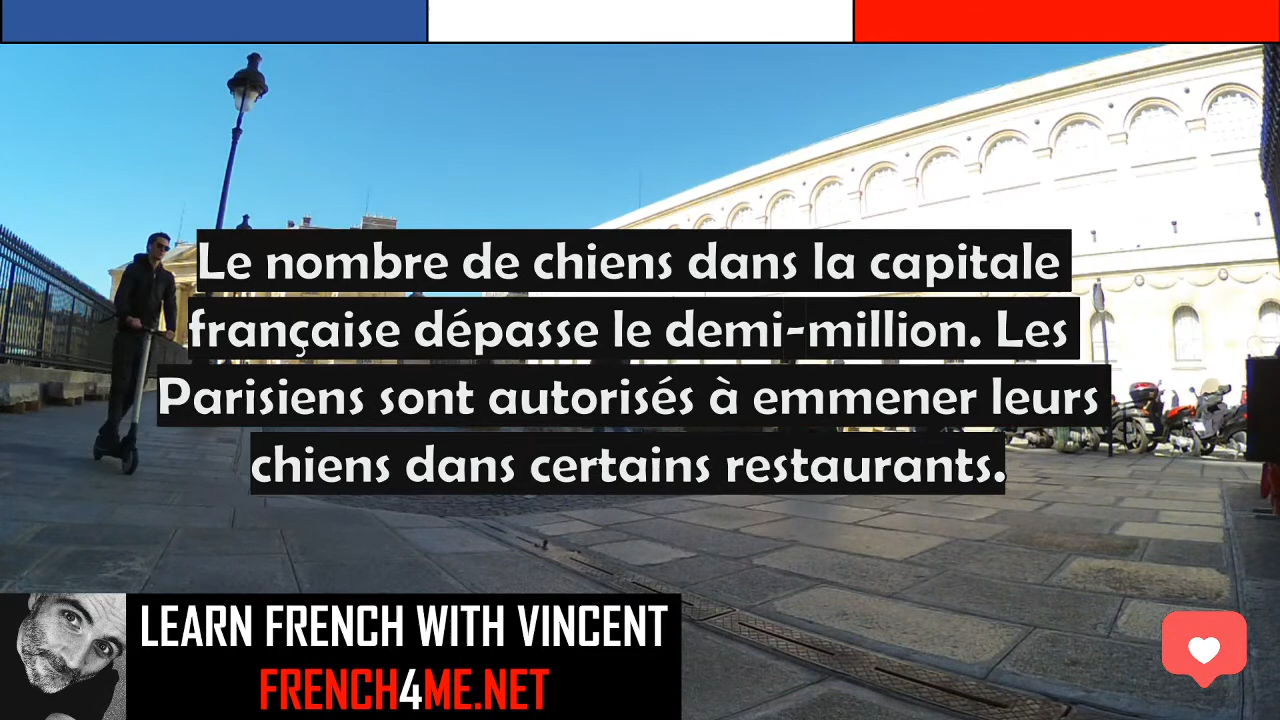 Le nombre de chiens dans la capitale
française dépasse le demi-million. Les
Parisiens sont autorisés à emmener leurs
chiens dans certains restaurants.
LEARN FRENCH WITH VINCENT
FRENCH4ME.NET